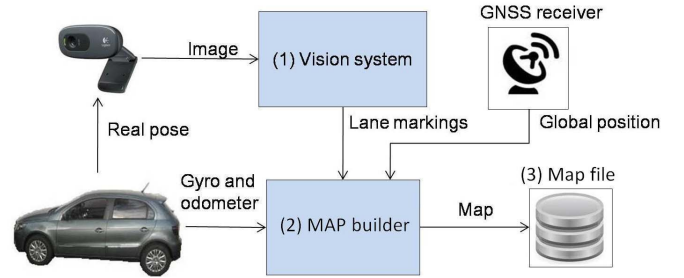 GNSS receiver
Image
(1) Vision system
Real pose
Lane markings
Global position
Gyro and
odometer
(2) MAP builder
Map
(3) Map file